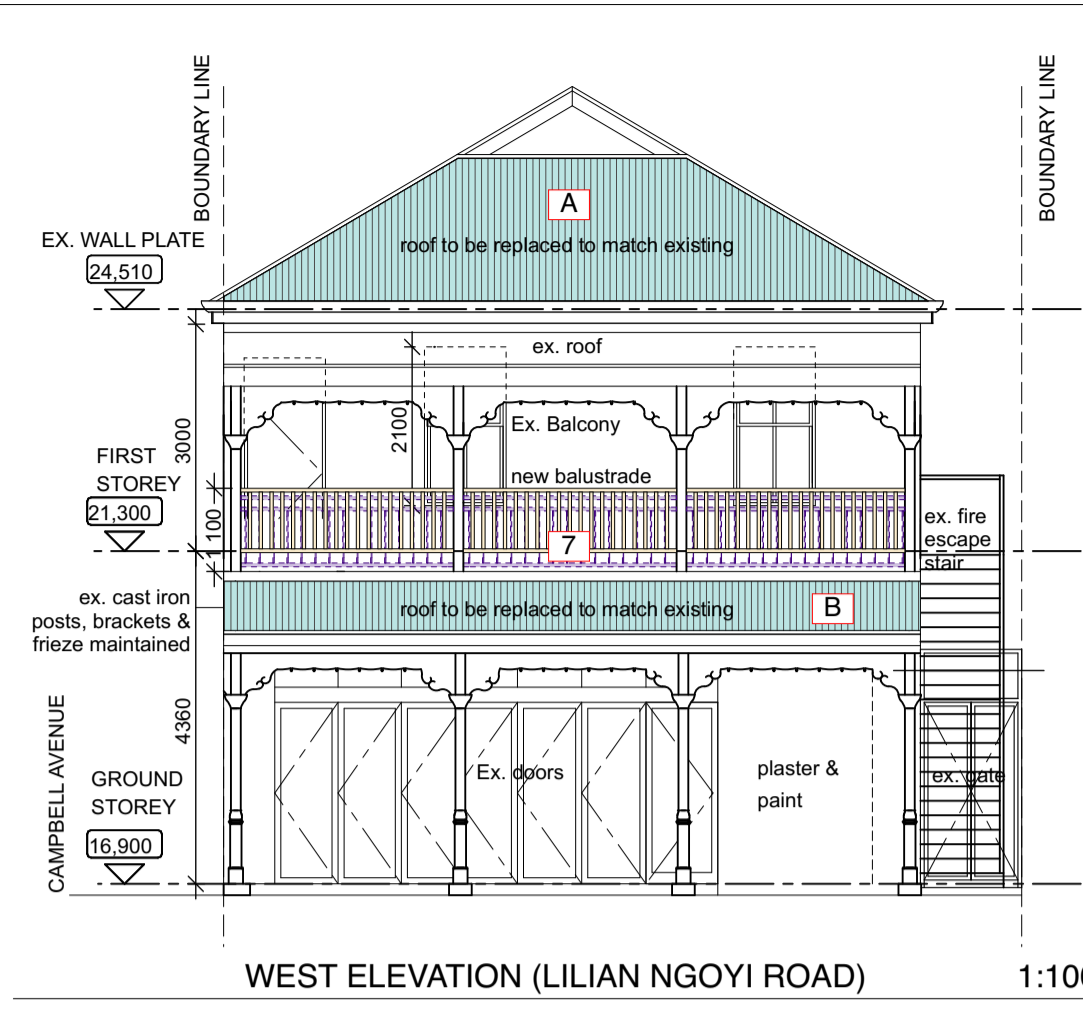 BOUNDARY LINE
BOUNDARY LINE
A
roof to be replaced to match existing
EX. WALL PLATE
24,510
ex. roof
3000
2100
Ex. Balcony
new balustrade
FIRST
STOREY
21,300
1100
7
ex. fire
escape
stair
ex. cast iron
posts, brackets &
frieze maintained
roof to be replaced to match existing
B
4360
CAMPBELL AVENUE
GROUND
STOREY
16,900
Ex. doors
plaster &
paint
ex. gate
WEST ELEVATION (LILIAN NGOYI ROAD)
1:100